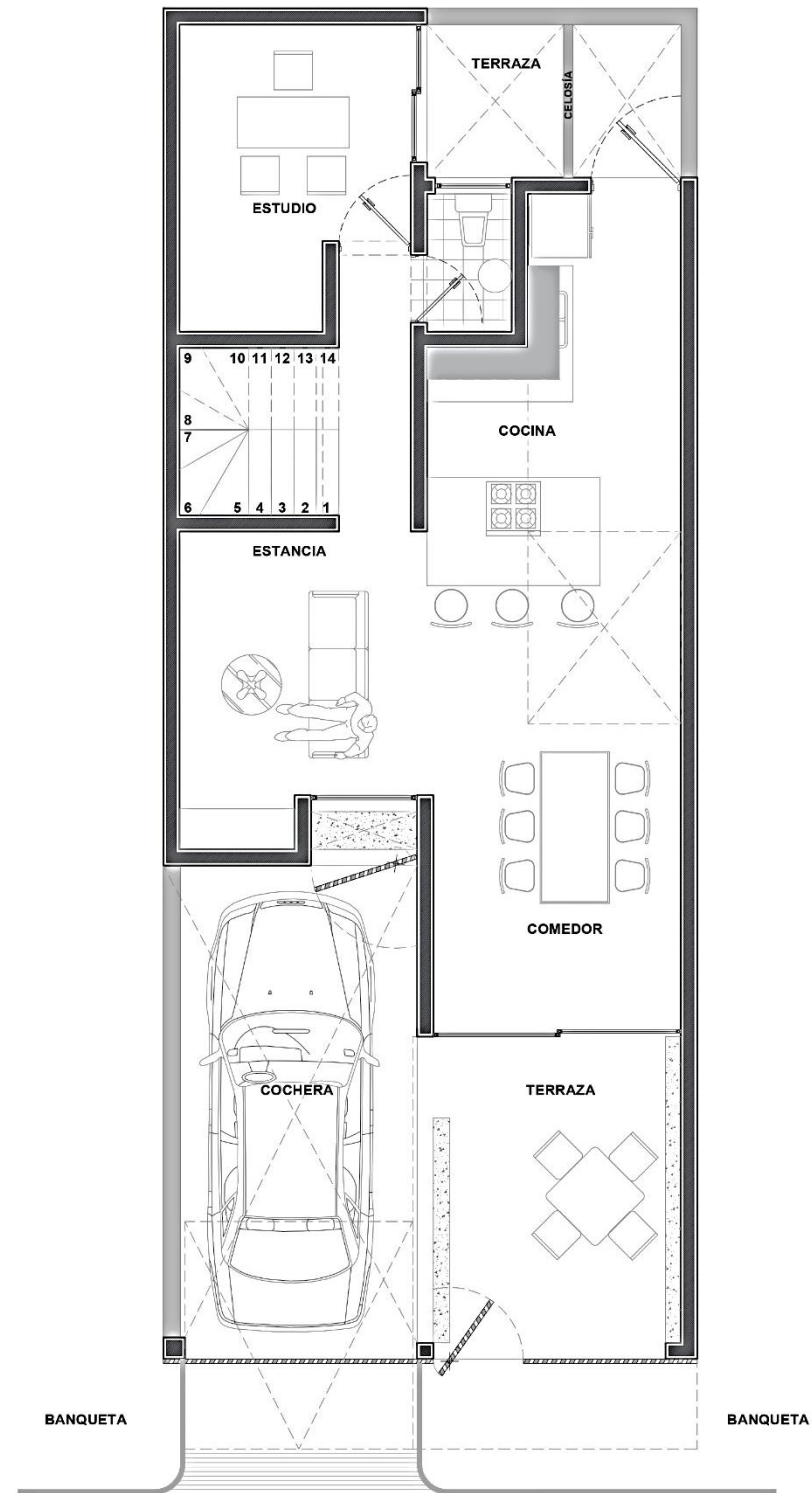 TERRAZA
CELOSÍA
ESTUDIO
9 10 11 12 13 14
8
7
6 5 4 3 2 1
COCINA
ESTANCIA
COMEDOR
COCHERA
TERRAZA
BANQUETA
BANQUETA